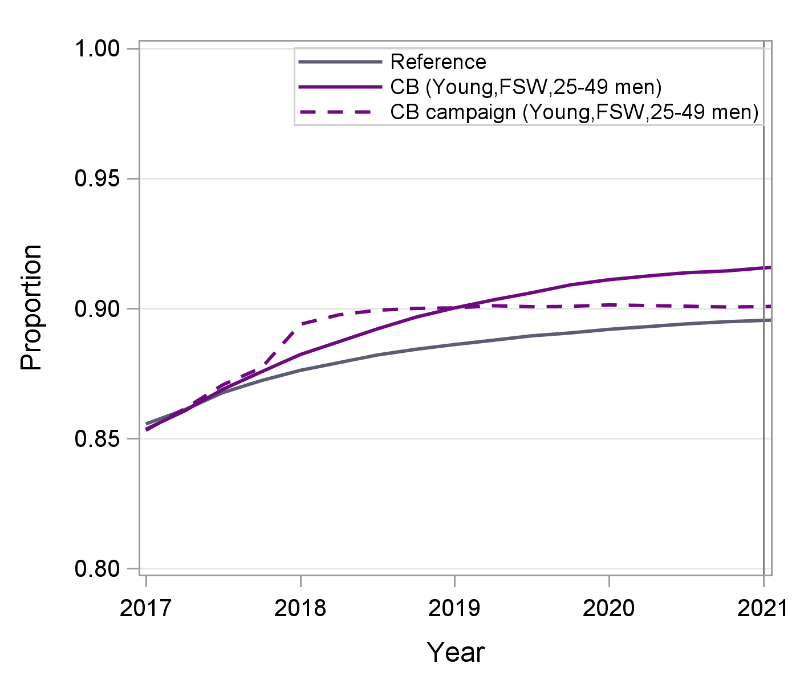 1.00
0.95
0.90
0.85
0.80
Proportion
Reference
CB (Young,FSW,25-49 men)
CB campaign (Young,FSW,25-49 men)
2017 2018 2019 2020 2021
Year